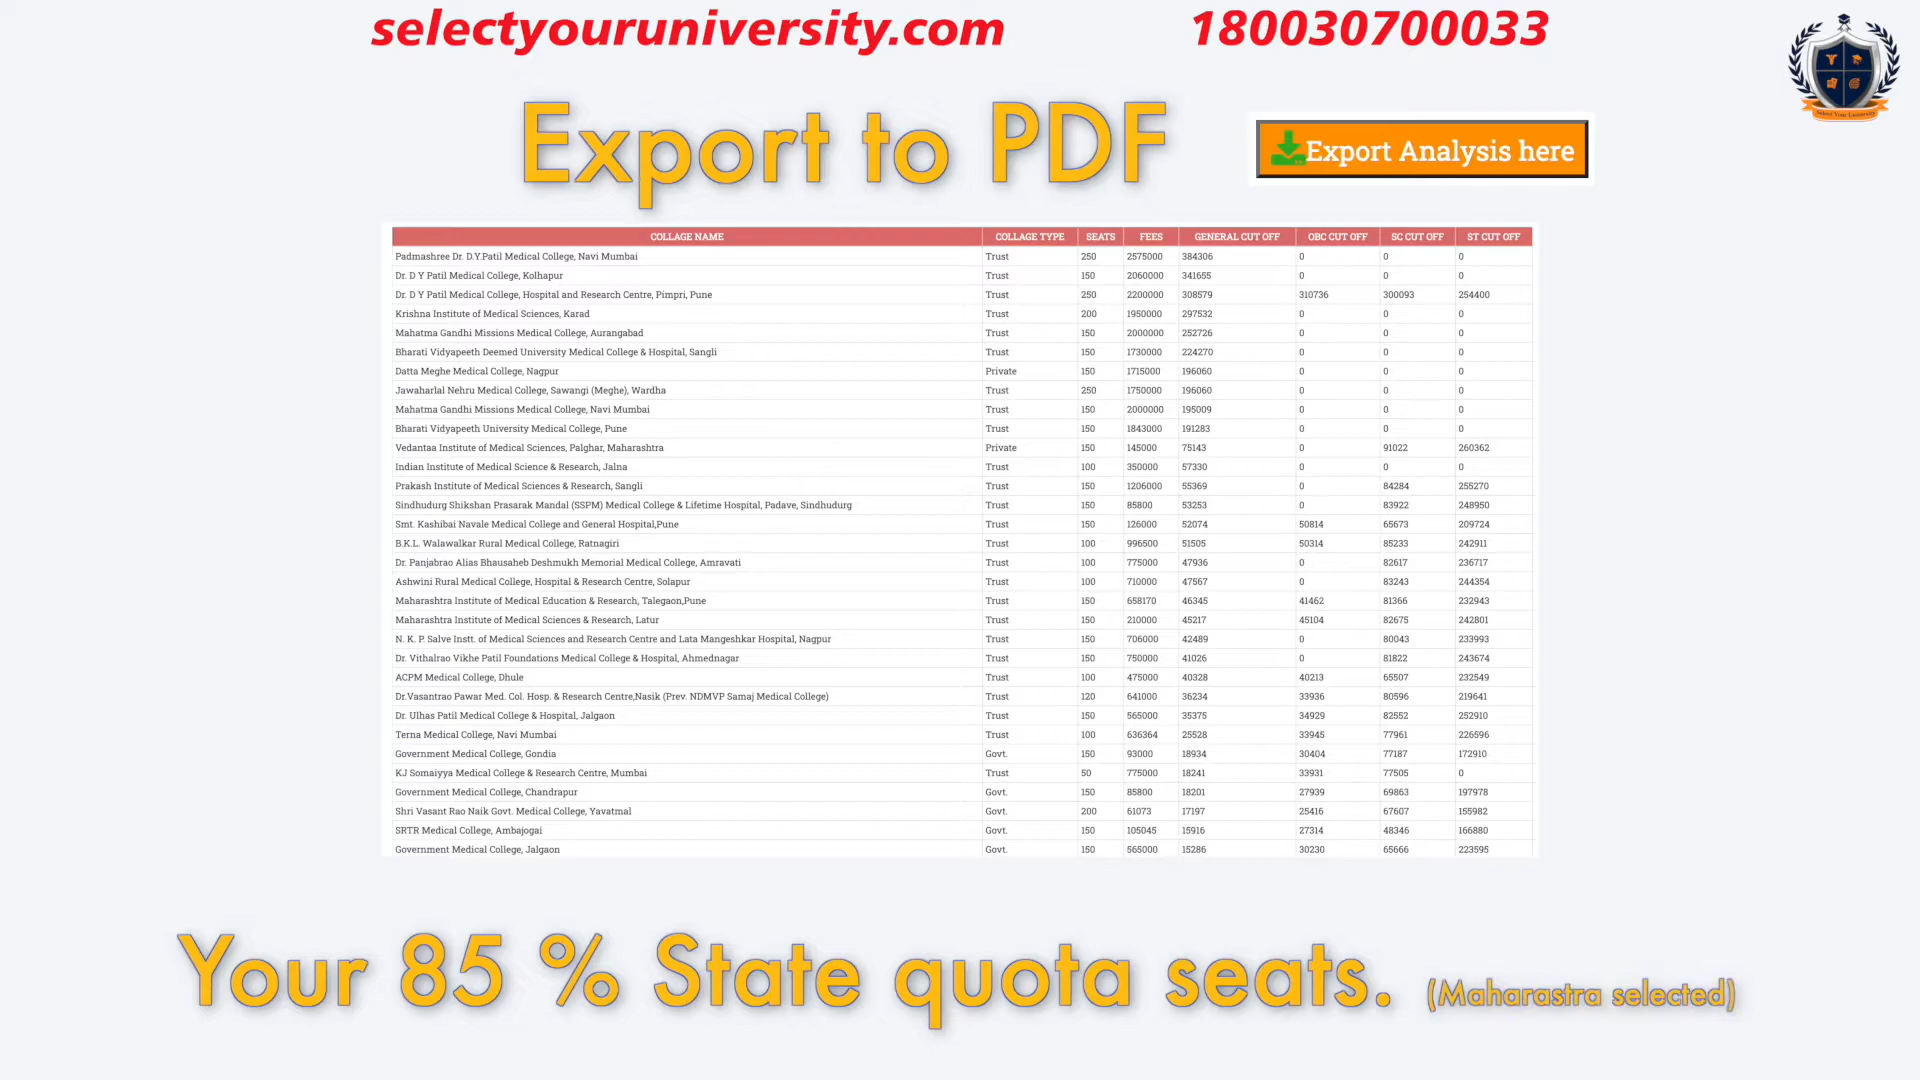 selectyouruniversity.com 180030700033
Select Your University
Export to PDF
Export Analysis here
COLLAGE NAME COLLAGE TYPE SEATS FEES GENERAL CUT OFF OBC CUT OFF SC CUT OFF ST CUT OFF
Padmashree Dr. D.Y.Patil Medical College, Navi Mumbai Trust 250 2575000 384306 0 0 0
Dr. D Y Patil Medical College, Kolhapur Trust 150 2060000 341655 0 0 0
Dr. D Y Patil Medical College, Hospital and Research Centre, Pimpri, Pune Trust 250 2200000 308579 310736 300093 254400
Krishna Institute of Medical Sciences, Karad Trust 200 1950000 297532 0 0 0
Mahatma Gandhi Missions Medical College, Aurangabad Trust 150 2000000 252726 0 0 0
Bharati Vidyapeeth Deemed University Medical College & Hospital, Sangli Trust 150 1730000 224270 0 0 0
Datta Meghe Medical College, Nagpur Private 150 1715000 196060 0 0 0
Jawaharlal Nehru Medical College, Sawangi (Meghe), Wardha Trust 250 1750000 196060 0 0 0
Mahatma Gandhi Missions Medical College, Navi Mumbai Trust 150 2000000 195009 0 0 0
Bharati Vidyapeeth University Medical College, Pune Trust 150 1843000 191283 0 0 0
Vedantaa Institute of Medical Sciences, Palghar, Maharashtra Private 150 145000 75143 0 91022 260362
Indian Institute of Medical Science & Research, Jalna Trust 100 350000 57330 0 0 0
Prakash Institute of Medical Sciences & Research, Sangli Trust 150 1206000 55369 0 84284 255270
Sindhudurg Shikshan Prasarak Mandal (SSPM) Medical College & Lifetime Hospital, Padave, Sindhudurg Trust 150 85800 53253 0 83922 248950
Smt. Kashibai Navale Medical College and General Hospital,Pune Trust 150 126000 52074 50814 65673 209724
B.K.L. Walawalkar Rural Medical College, Ratnagiri Trust 100 996500 51505 50314 85233 242911
Dr. Panjabrao Alias Bhausaheb Deshmukh Memorial Medical College, Amravati Trust 100 775000 47936 0 82617 236717
Ashwini Rural Medical College, Hospital & Research Centre, Solapur Trust 100 710000 47567 0 83243 244354
Maharashtra Institute of Medical Education & Research, Talegaon,Pune Trust 150 658170 46345 41462 81366 232943
Maharashtra Institute of Medical Sciences & Research, Latur Trust 150 210000 45217 45104 82675 242801
N. K. P. Salve Instt. of Medical Sciences and Research Centre and Lata Mangeshkar Hospital, Nagpur Trust 150 706000 42489 0 80043 233993
Dr. Vithalrao Vikhe Patil Foundations Medical College & Hospital, Ahmednagar Trust 150 750000 41026 0 81822 243674
ACPM Medical College, Dhule Trust 100 475000 40328 40213 65507 232549
Dr.Vasantrao Pawar Med. Col. Hosp. & Research Centre,Nasik (Prev. NDMVP Samaj Medical College) Trust 120 641000 36234 33936 80596 219641
Dr. Ulhas Patil Medical College & Hospital, Jalgaon Trust 150 565000 35375 34929 82552 252910
Terna Medical College, Navi Mumbai Trust 100 636364 25528 33945 77961 226596
Government Medical College, Gondia Govt. 150 93000 18934 30404 77187 172910
KJ Somaiyya Medical College & Research Centre, Mumbai Trust 50 775000 18241 33931 77505 0
Government Medical College, Chandrapur Govt. 150 85800 18201 27939 69863 197978
Shri Vasant Rao Naik Govt. Medical College, Yavatmal Govt. 200 61073 17197 25416 67607 155982
SRTR Medical College, Ambajogai Govt. 150 105045 15916 27314 48346 166880
Government Medical College, Jalgaon Govt. 150 565000 15286 30230 65666 223595
Your 85 % State quota seats. (Maharastra selected)